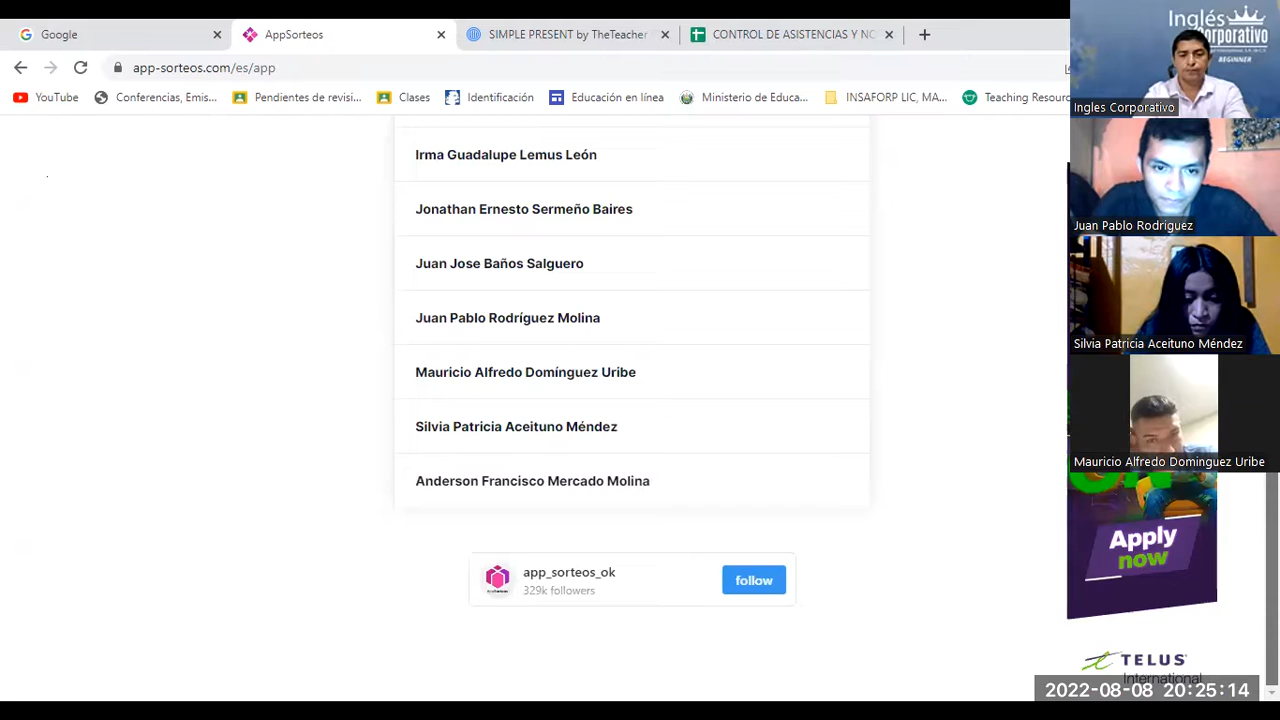 Google
AppSorteos
SIMPLE PRESENT by TheTeacher
CONTROL DE ASISTENCIAS Y NO
app-sorteos.com/es/app
YouTube
Conferencias, Emis...
Pendientes de revisi...
Clases
Identificación
Educación en línea
Ministerio de Educa...
INSAFORP LIC, MA...
Teaching Resour
Irma Guadalupe Lemus León
Jonathan Ernesto Sermeño Baires
Juan Jose Baños Salguero
Juan Pablo Rodríguez Molina
Mauricio Alfredo Domínguez Uribe
Silvia Patricia Aceituno Méndez
Anderson Francisco Mercado Molina
app_sorteos_ok
329k followers
follow
Inglés
Corporativo
BEGINNER
Ingles Corporativo
Juan Pablo Rodriguez
Silvia Patricia Aceituno Méndez
Mauricio Alfredo Dominguez Uribe
Apply
now
TELUS
International
2022-08-08 20:25:14